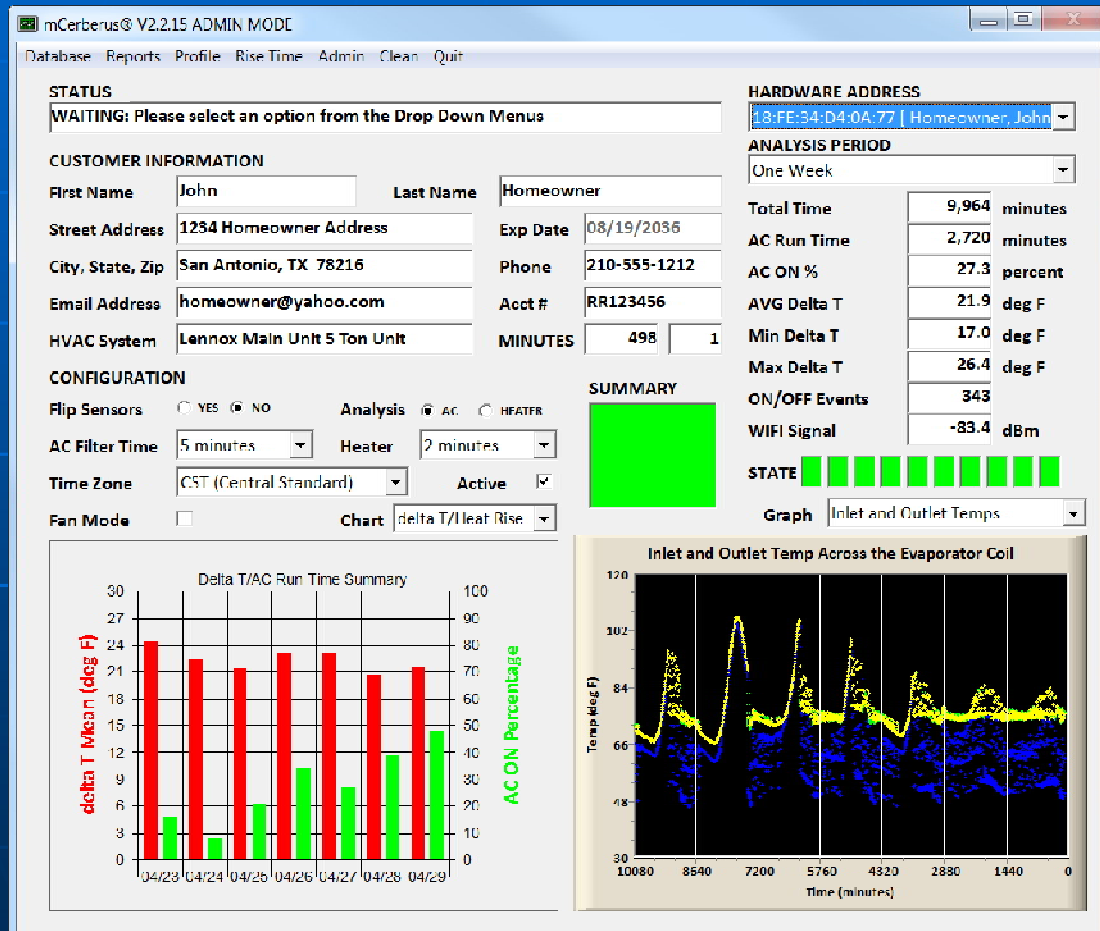 mCerberus® V2.2.15 ADMIN MODE
Database Reports Profile Rise Time Admin Clean Quit
STATUS
WAITING: Please select an option from the Drop Down Menus
HARDWARE ADDRESS
18:FE:34:D4:0A:77 [ Homeowner, John
ANALYSIS PERIOD
One Week
CUSTOMER INFORMATION
First Name John Last Name Homeowner
Street Address 1234 Homeowner Address Exp Date 08/19/2036
City, State, Zip San Antonio, TX 78216 Phone 210-555-1212
Email Address homeowner@yahoo.com Acct # RR123456
HVAC System Lennox Main Unit 5 Ton Unit MINUTES 498 1
Total Time 9,964 minutes
AC Run Time 2,720 minutes
AC ON % 27.3 percent
AVG Delta T 21.9 deg F
Min Delta T 17.0 deg F
Max Delta T 26.4 deg F
ON/OFF Events 343
WIFI Signal -83.4 dBm
STATE
Graph Inlet and Outlet Temps
CONFIGURATION
Flip Sensors YES NO Analysis AC HEATER
AC Filter Time 5 minutes Heater 2 minutes
Time Zone CST (Central Standard) Active
Fan Mode Chart delta T/Heat Rise
SUMMARY
Delta T/AC Run Time Summary
delta T Mean (deg F)
30
27
24
21
18
15
12
9
6
3
0
100
90
80
70
60
50
40
30
20
10
0
AC ON Percentage
04/23 04/24 04/25 04/26 04/27 04/28 04/29
Inlet and Outlet Temp Across the Evaporator Coil
Temp(deg F)
120
102
84
66
48
30
10080 8640 7200 5760 4320 2880 1440 0
Time (minutes)